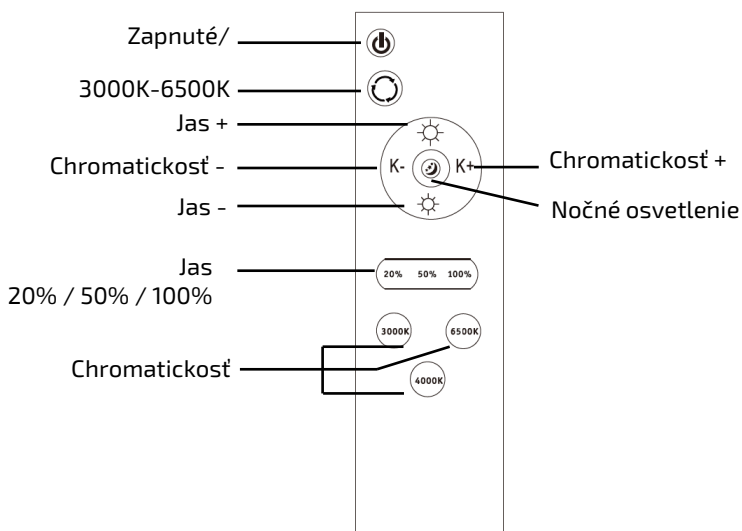 Zapnuté/
3000K-6500K
Jas +
Chromatickosť -
K-
K+
Chromatickosť +
Jas -
Nočné osvetlenie
Jas
20% / 50% / 100%
20% 50% 100%
3000K
6500K
Chromatickosť
4000K